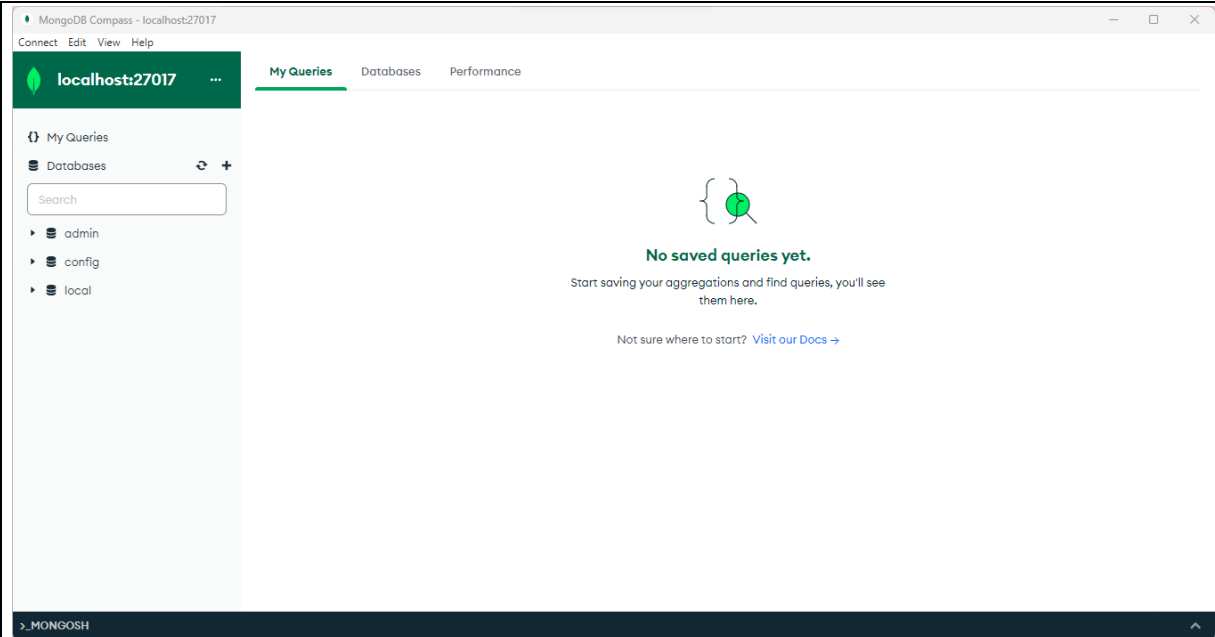 MongoDB Compass - localhost:27017
Connect Edit View Help
localhost:27017 ...
My Queries Databases Performance
{} My Queries
Databases
Search
admin
config
local
No saved queries yet.
Start saving your aggregations and find queries, you'll see
them here.
Not sure where to start? Visit our Docs →
>_MONGOSH